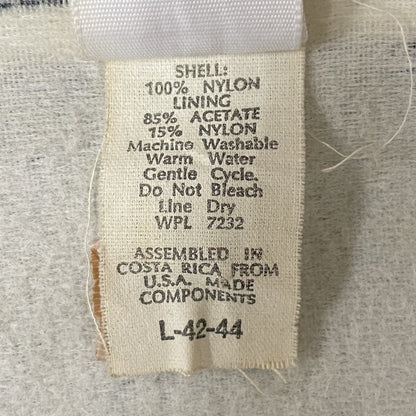 SHELL:
100% NYLON
LINING
85% ACETATE
15% NYLON
Machine Washable
Warm Water
Gentle Cycle.
Do Not Bleach
Line Dry
WPL 7232
ASSEMBLED IN
COSTA RICA FROM
U.S.A. MADE
COMPONENTS
L-42-44